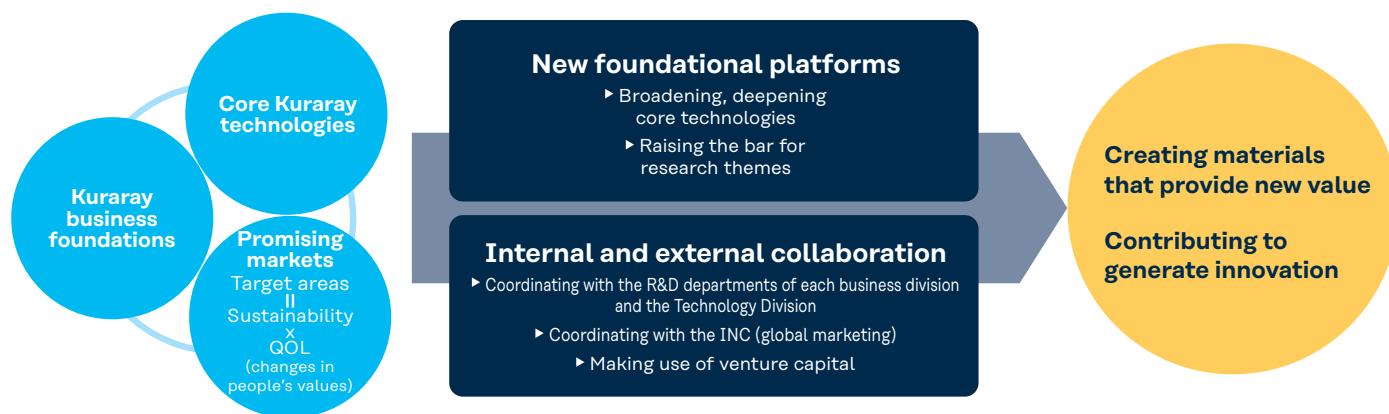 Core Kuraray
technologies
Kuraray
business
foundations
Promising
markets
Target areas
=
Sustainability
x
QOL
(changes in
people's values)
New foundational platforms
▶ Broadening, deepening
core technologies
▶ Raising the bar for
research themes
Internal and external collaboration
▶ Coordinating with the R&D departments of each business division
and the Technology Division
▶ Coordinating with the INC (global marketing)
▶ Making use of venture capital
Creating materials
that provide new value
Contributing to
generate innovation